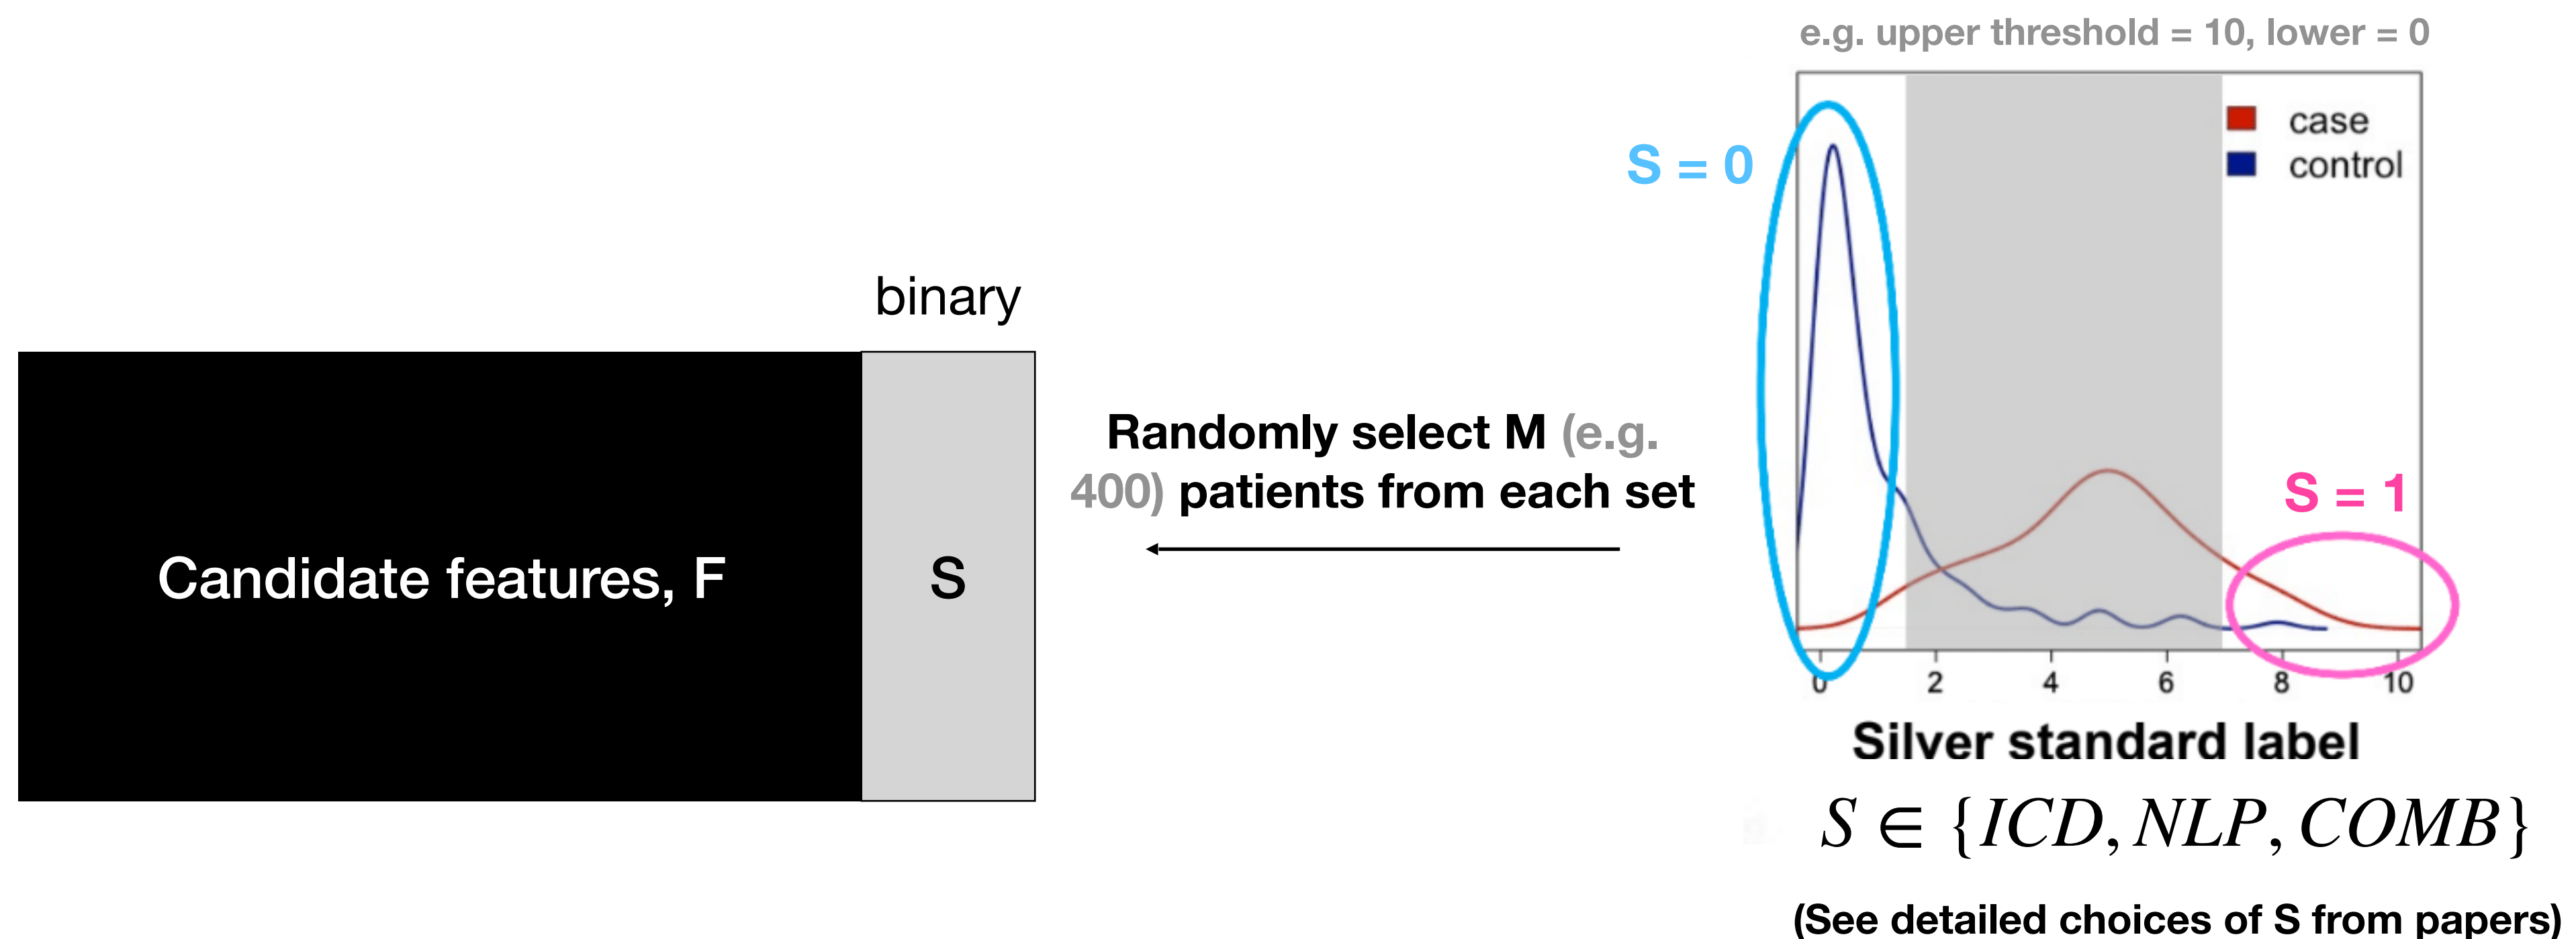 e.g. upper threshold = 10, lower = 0
case
control
S = 0
S = 1
0 2 4 6 8 10
Silver standard label
S ∈ {ICD, NLP, COMB}
(See detailed choices of S from papers)
Randomly select M (e.g.
400) patients from each set
binary
Candidate features, F
S